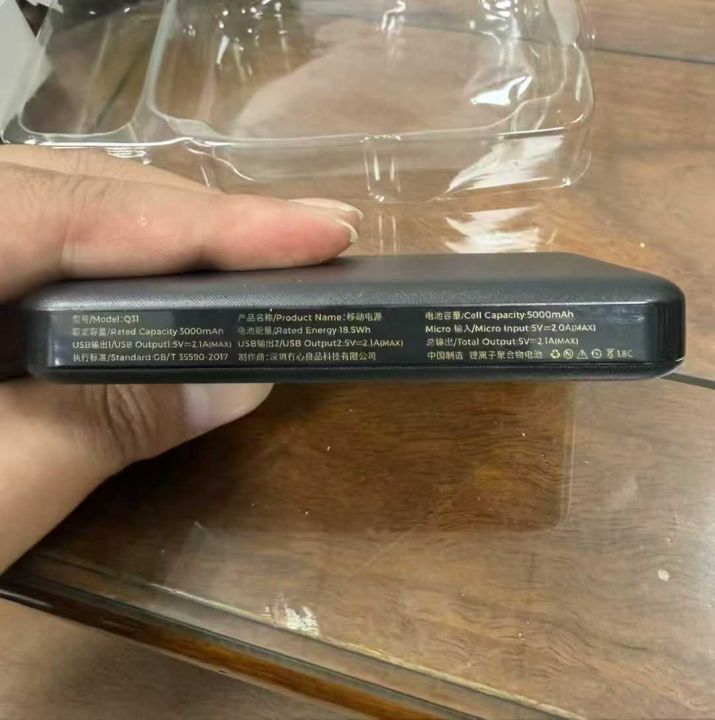 型号/Model:Q31
额定容量/Rated Capacity:3000mAh
USB输出1/USB Output1:5V⎓2.1A(MAX)
执行标准/Standard:GB/T 35590-2017
产品名称/Product Name:移动电源
电池能量/Rated Energy:18.5Wh
USB输出2/USB Output2:5V⎓2.1A(MAX)
制作商:深圳有心良品科技有限公司
电池容量/Cell Capacity:5000mAh
Micro 输入/Micro Input:5V⎓2.0A(MAX)
总输出/Total Output:5V⎓2.1A(MAX)
中国制造 锂离子聚合物电池